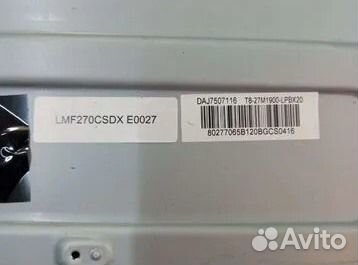 LMF270CSDX E0027
DAJ7507116 T8-27M1900-LPBX20
80277065B120BGCS0416
Avito